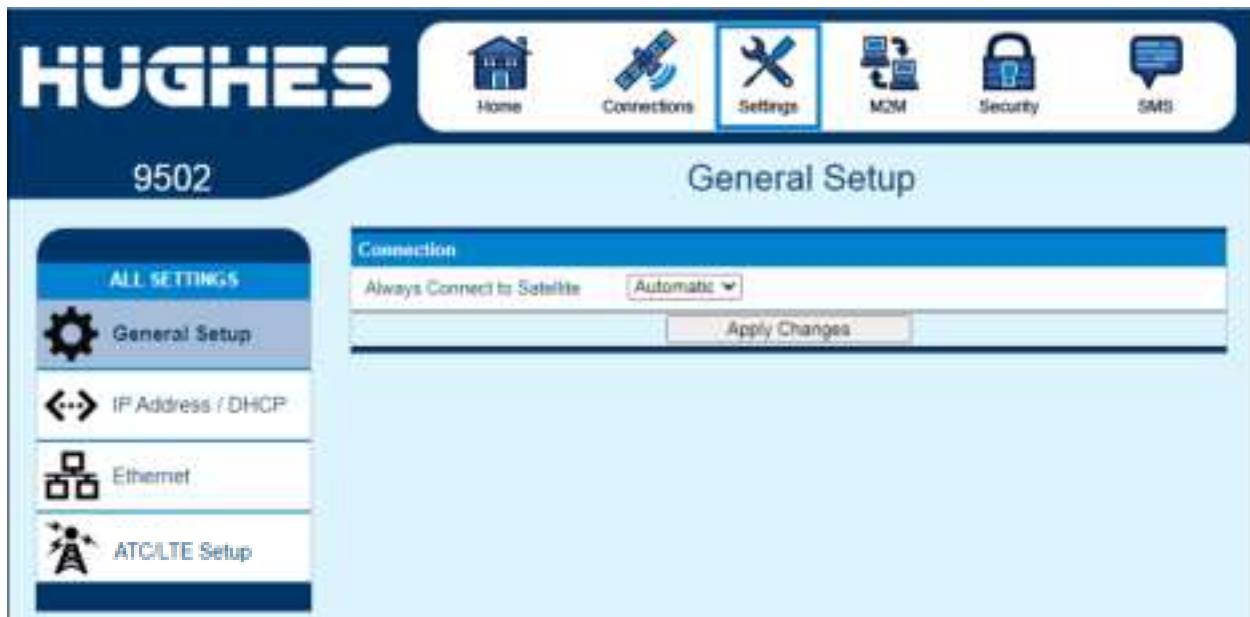 HUGHES
Home
Connections
Settings
M2M
Security
SMS
9502
General Setup
ALL SETTINGS
General Setup
IP Address / DHCP
Ethernet
ATC/LTE Setup
Connection
Always Connect to Satellite
Automatic
Apply Changes